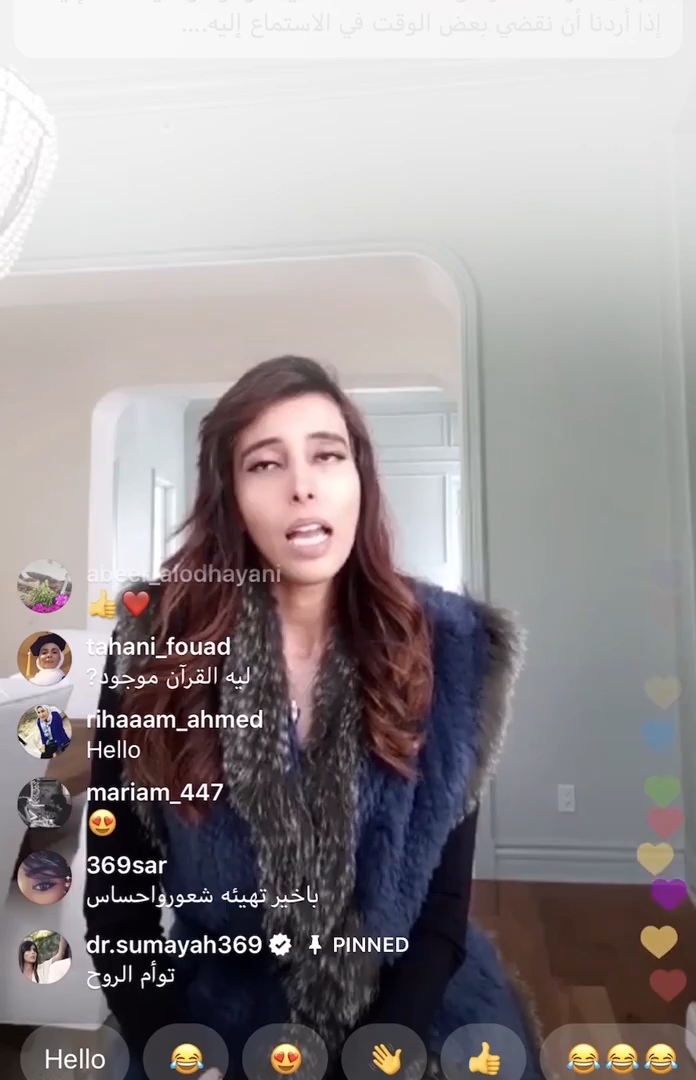 إذا أردنا أن نقضي بعض الوقت في الاستماع إليه....
abeer_alodhayani
👍❤️
tahani_fouad
ليه القرآن موجود؟
rihaaam_ahmed
Hello
mariam_447
😍
369sar
باخير تهيئه شعورواحساس
dr.sumayah369 PINNED
توأم الروح
Hello 😂 😍 👋 👍 😂😂😂